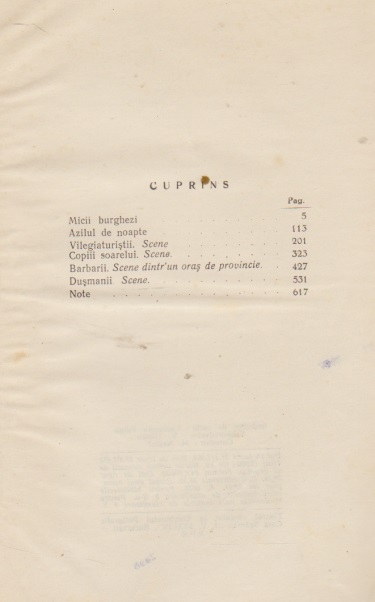 CUPRINS
Pag.
Micii burghezi 5
Azilul de noapte 113
Vilegiaturiștii. Scene 201
Copiii soarelui. Scene. 323
Barbarii. Scene dintr'un oraș de provincie. 427
Dușmanii Scene. 531
Note 617